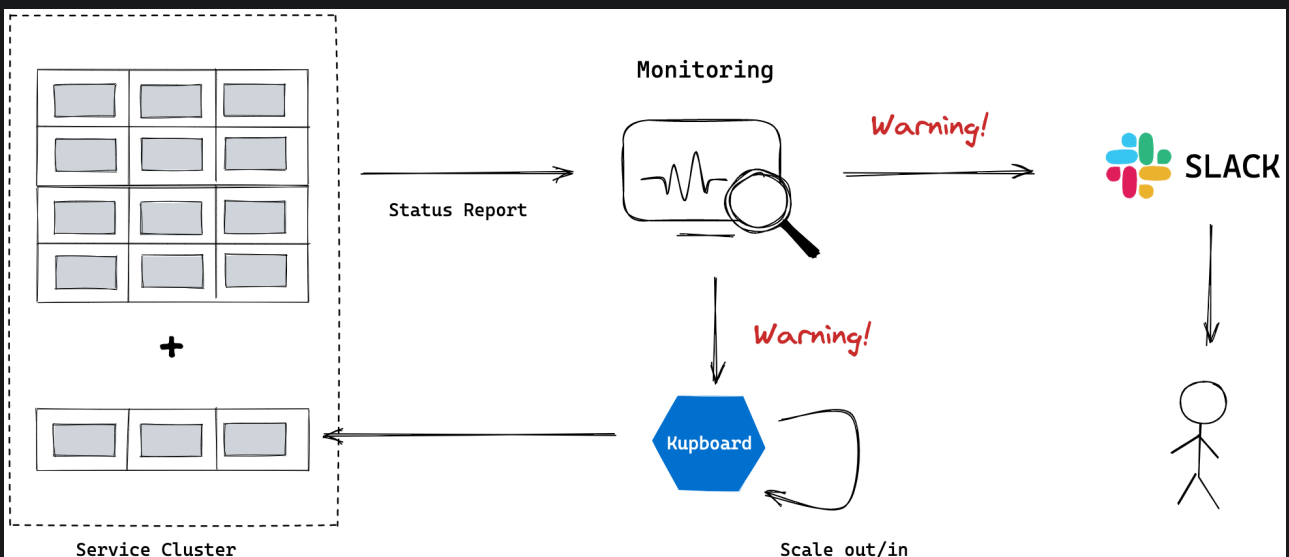 Monitoring
Warning!
SLACK
Status Report
+
Warning!
Kupboard
Service Cluster
Scale out/in